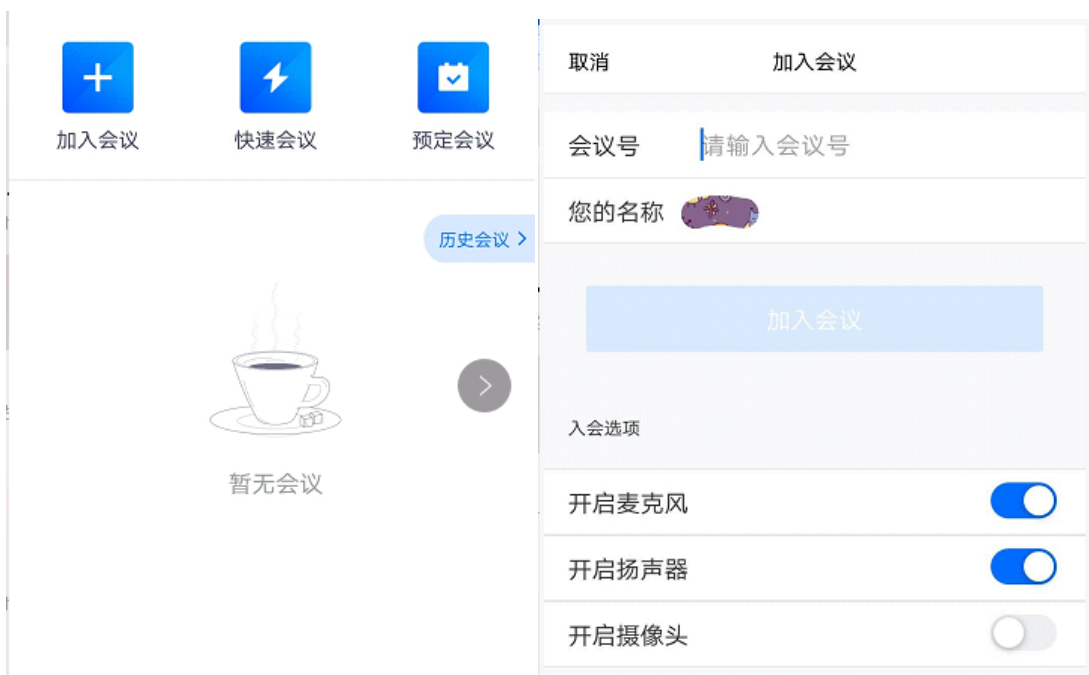 加入会议
快速会议
预定会议
历史会议
暂无会议
取消
加入会议
会议号
请输入会议号
您的名称
加入会议
入会选项
开启麦克风
开启扬声器
开启摄像头